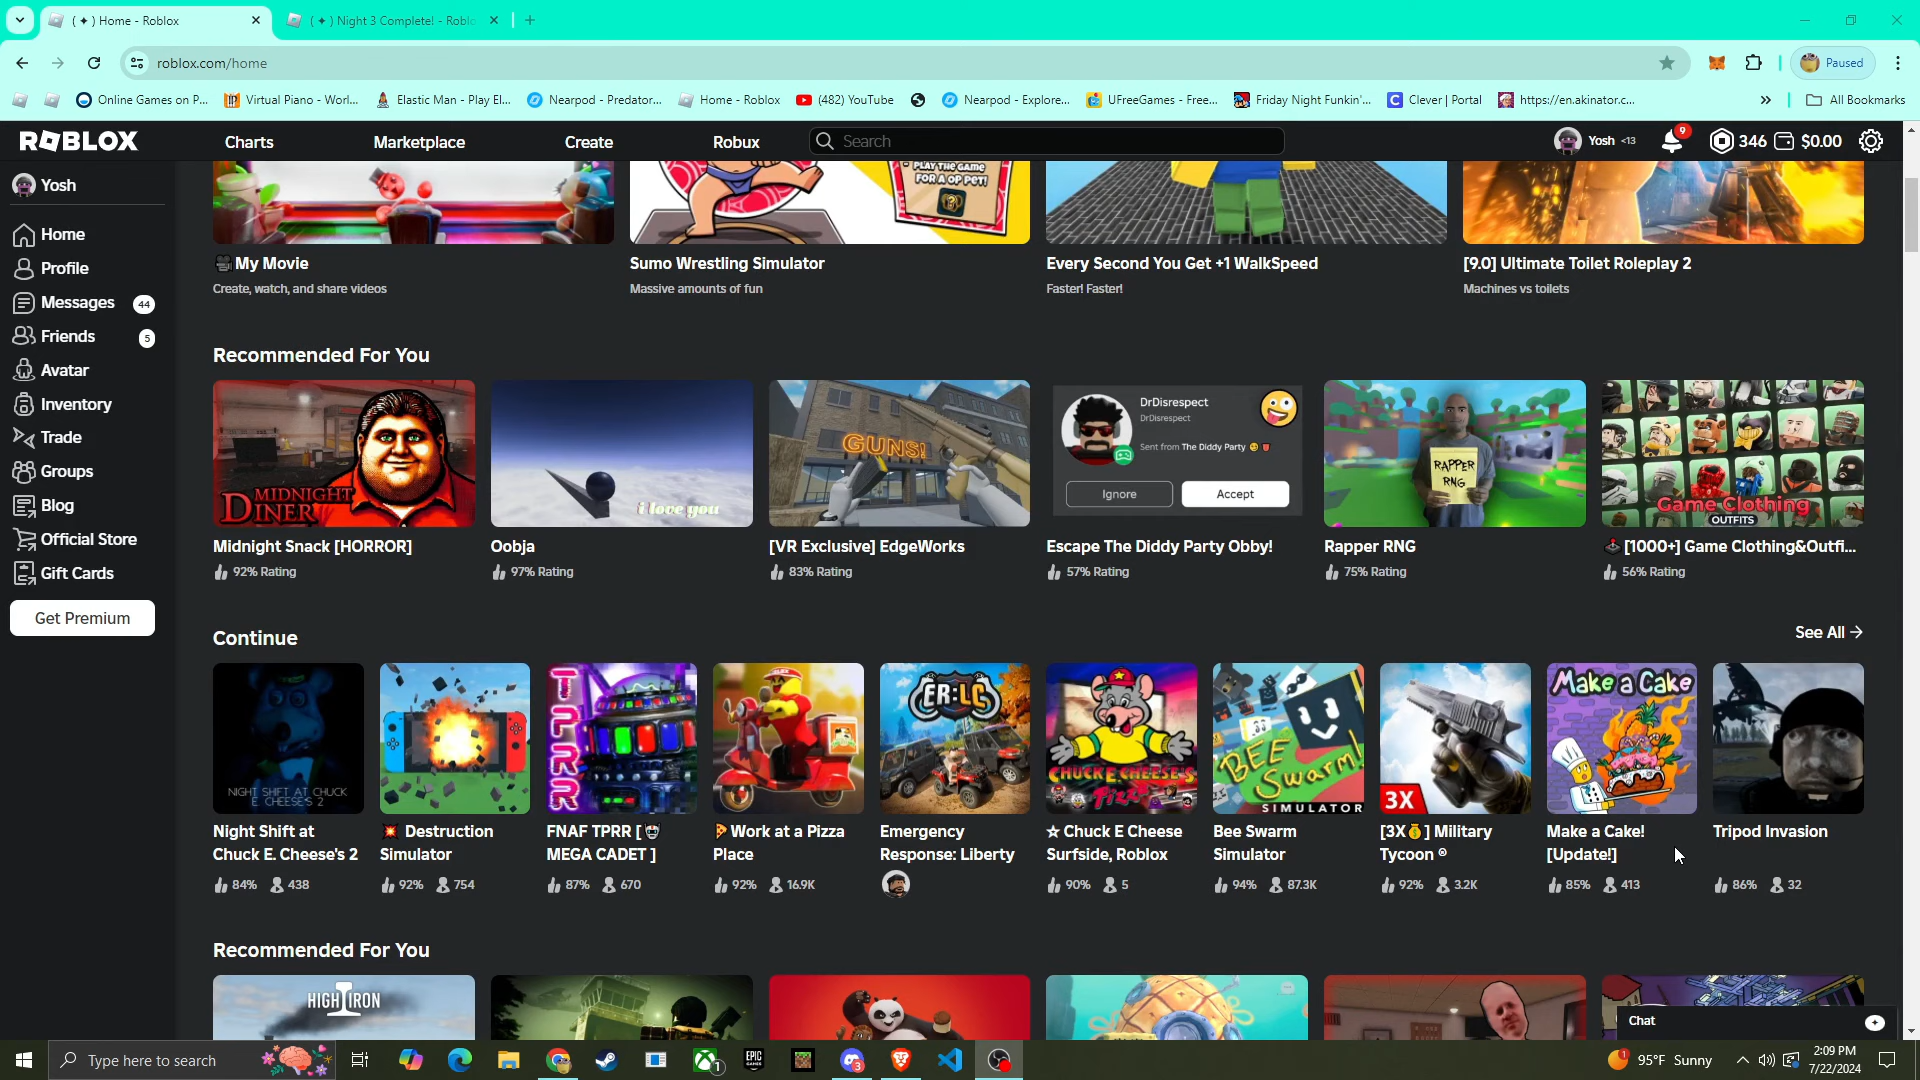 ( ✦ ) Home - Roblox
( ✦ ) Night 3 Complete! - Roblo
roblox.com/home
Paused
Online Games on P...
Virtual Piano - Worl...
Elastic Man - Play El...
Nearpod - Predator...
Home - Roblox
(482) YouTube
Nearpod - Explore...
UFreeGames - Free...
Friday Night Funkin'...
Clever | Portal
https://en.akinator.c...
All Bookmarks
ROBLOX
Charts
Marketplace
Create
Robux
Search
Yosh <13
9
346
$0.00
Yosh
Home
Profile
Messages
44
Friends
5
Avatar
Inventory
Trade
Groups
Blog
Official Store
Gift Cards
Get Premium
PLAY THE GAME
FOR A OP PET!
🎥My Movie
Create, watch, and share videos
Sumo Wrestling Simulator
Massive amounts of fun
Every Second You Get +1 WalkSpeed
Faster! Faster!
[9.0] Ultimate Toilet Roleplay 2
Machines vs toilets
Recommended For You
MIDNIGHT
DINER
i love you
GUNS!
DrDisrespect
DrDisrespect
Sent from The Diddy Party
Ignore
Accept
RAPPER
RNG
Game Clothing
OUTFITS
Midnight Snack [HORROR]
92% Rating
Oobja
97% Rating
[VR Exclusive] EdgeWorks
83% Rating
Escape The Diddy Party Obby!
57% Rating
Rapper RNG
75% Rating
🕹️[1000+] Game Clothing&Outfi...
56% Rating
Continue
See All →
NIGHT SHIFT AT CHUCK
E. CHEESE'S 2
TPRR
ER:LC
CHUCK E CHEESE'S
Pizza
BEE
Swarm!
SIMULATOR
3X
Make a Cake
Night Shift at
Chuck E. Cheese's 2
84%
438
💥 Destruction
Simulator
92%
754
FNAF TPRR [
MEGA CADET ]
87%
670
🍕Work at a Pizza
Place
92%
16.9K
Emergency
Response: Liberty
☆ Chuck E Cheese
Surfside, Roblox
90%
5
Bee Swarm
Simulator
94%
87.3K
[3X💰] Military
Tycoon ®
92%
3.2K
Make a Cake!
[Update!]
85%
413
Tripod Invasion
86%
32
Recommended For You
HIGH IRON
Chat
Type here to search
EPIC
GAMES
1
3
1
95°F Sunny
2:09 PM
7/22/2024